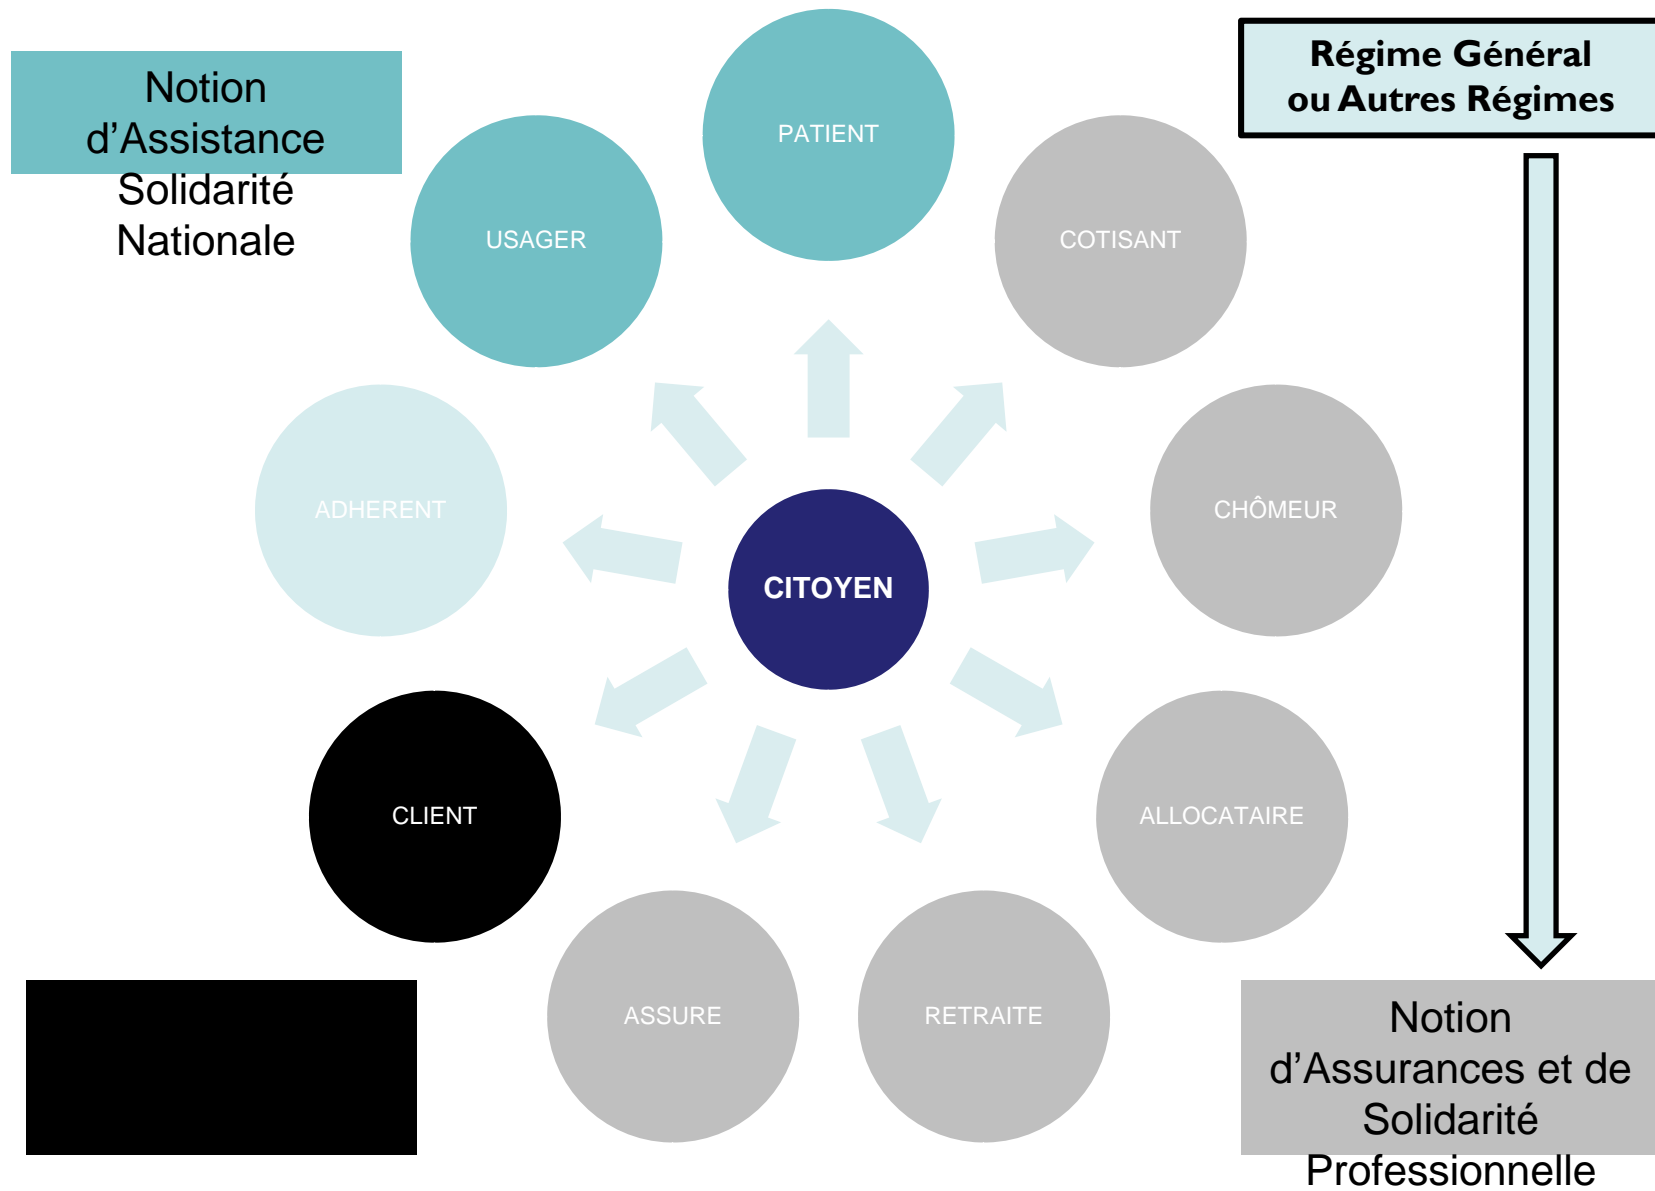 Notion
d’Assistance
Solidarité
Nationale
Régime Général
ou Autres Régimes
PATIENT
USAGER
COTISANT
ADHERENT
CHÔMEUR
CITOYEN
CLIENT
ALLOCATAIRE
ASSURE
RETRAITE
Notion
d’Assurances et de
Solidarité
Professionnelle